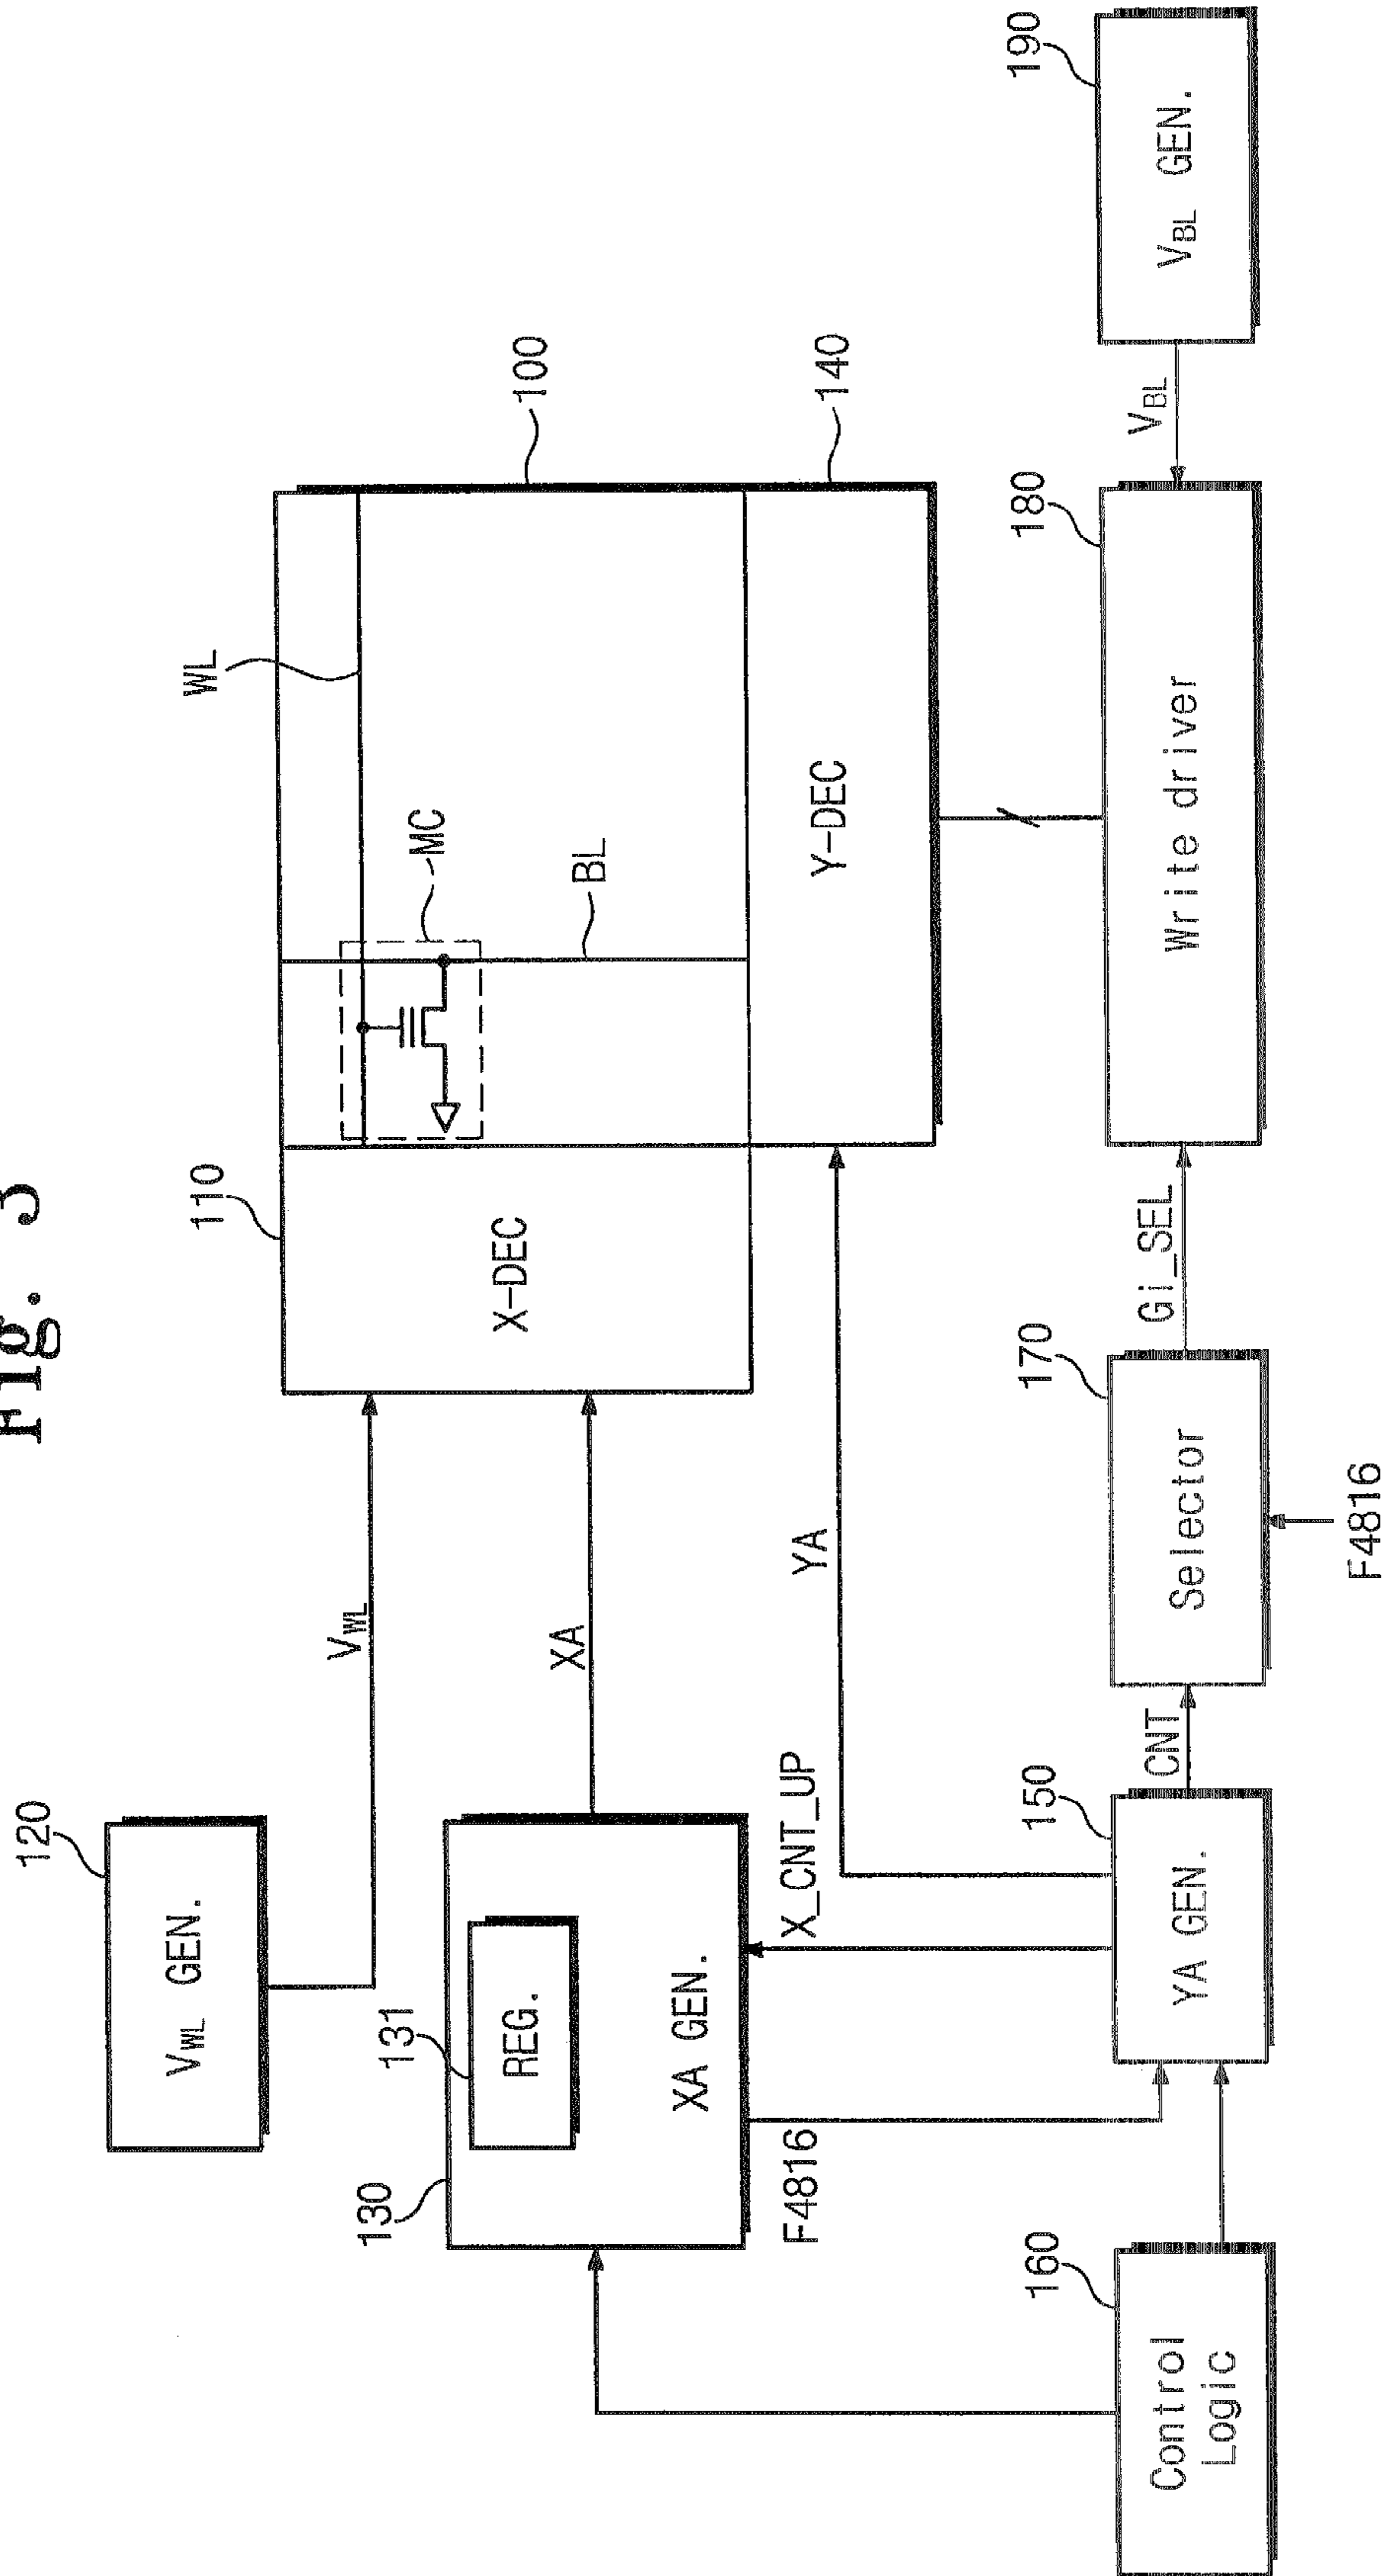 Fig. 3
120
V_WL GEN.
V_WL
WL
110
X-DEC
MC
BL
100
130
131
REG.
XA GEN.
XA
Y-DEC
140
F4816
X_CNT_UP
YA
160
Control
Logic
150
YA GEN.
CNT
170
Selector
F4816
Gi_SEL
180
Write driver
V_BL
190
V_BL GEN.